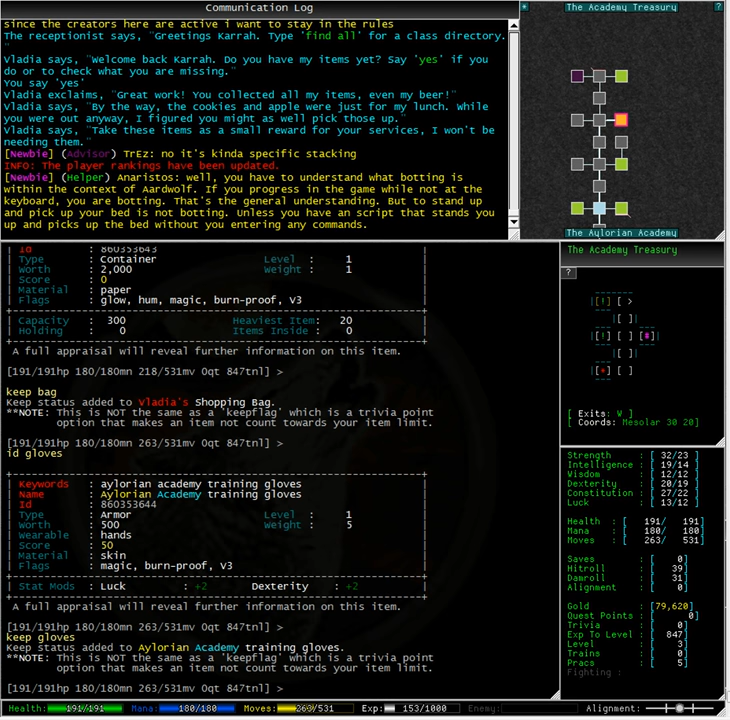 Communication Log
since the creators here are active i want to stay in the rules
The receptionist says, "Greetings Karrah. Type 'find all' for a class directory.
"
Vladia says, "Welcome back Karrah. Do you have my items yet? Say 'yes' if you
do or to check what you are missing."
You say 'yes'
Vladia exclaims, "Great work! You collected all my items, even my beer!"
Vladia says, "By the way, the cookies and apple were just for my lunch. While
you were out anyway, I figured you might as well pick those up."
Vladia says, "Take these items as a small reward for your services, I won't be
needing them."
[Newbie] (Advisor) TrEz: no it's kinda specific stacking
INFO: The player rankings have been updated.
[Newbie] (Helper) Anaristos: well, you have to understand what botting is
within the context of Aardwolf. If you progress in the game while not at the
keyboard, you are botting. That's the general understanding. But to stand up
and pick up your bed is not botting. Unless you have an script that stands you
up and picks up the bed without you entering any commands.
* The Academy Treasury ?
The Aylorian Academy
| Id : 860353643 |
| Type : Container Level : 1 |
| Worth : 2,000 Weight : 1 |
| Score : 0 |
| Material : paper |
| Flags : glow, hum, magic, burn-proof, V3 |
+-----------------------------------------------------------------+
| Capacity : 300 Heaviest Item: 20 |
| Holding : 0 Items Inside : 0 |
+-----------------------------------------------------------------+
A full appraisal will reveal further information on this item.
[191/191hp 180/180mn 218/531mv 0qt 847tnl] >
keep bag
Keep status added to Vladia's Shopping Bag.
**NOTE: This is NOT the same as a 'keepflag' which is a trivia point
option that makes an item not count towards your item limit.
[191/191hp 180/180mn 263/531mv 0qt 847tnl] >
id gloves
+-----------------------------------------------------------------+
| Keywords : aylorian academy training gloves |
| Name : Aylorian Academy training gloves |
| Id : 860353644 |
| Type : Armor Level : 1 |
| Worth : 500 Weight : 5 |
| Wearable : hands |
| Score : 50 |
| Material : skin |
| Flags : magic, burn-proof, V3 |
+-----------------------------------------------------------------+
| Stat Mods : Luck : +2 Dexterity : +2 |
+-----------------------------------------------------------------+
A full appraisal will reveal further information on this item.
[191/191hp 180/180mn 263/531mv 0qt 847tnl] >
keep gloves
Keep status added to Aylorian Academy training gloves.
**NOTE: This is NOT the same as a 'keepflag' which is a trivia point
option that makes an item not count towards your item limit.
[191/191hp 180/180mn 263/531mv 0qt 847tnl] >
The Academy Treasury
?
|[!] [ >
|[ ]|
|[!] [ ] [#]|
|[ ]|
|[*] [ ]
[ Exits: W ]
[ Coords: Mesolar 30 20]
Strength : [ 32/23 ]
Intelligence : [ 19/14 ]
Wisdom : [ 12/12 ]
Dexterity : [ 20/19 ]
Constitution : [ 27/22 ]
Luck : [ 13/12 ]
Health : [ 191/ 191]
Mana : [ 180/ 180]
Moves : [ 263/ 531]
Saves : [ 0]
Hitroll : [ 39]
Damroll : [ 31]
Alignment : [ 0]
Gold : [79,620]
Quest Points : [ 0]
Trivia : [ 0]
Exp To Level : [ 847]
Level : [ 3]
Trains : [ 0]
Pracs : [ 5]
Fighting :
Health: 191/191 Mana: 180/180 Moves: 263/531 Exp: 153/1000 Enemy: Alignment: